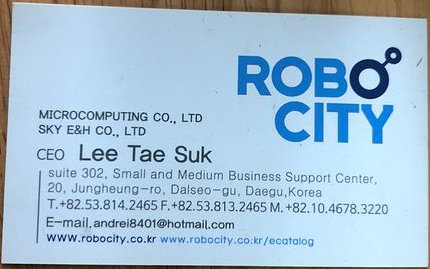 ROBO
CITY
MICROCOMPUTING CO., LTD
SKY E&H CO., LTD
CEO Lee Tae Suk
suite 302, Small and Medium Business Support Center,
20, Jungheung-ro, Dalseo-gu, Daegu,Korea
T.+82.53.814.2465 F.+82.53.813.2465 M.+82.10.4678.3220
E-mail.andrei8401@hotmail.com
www.robocity.co.kr www.robocity.co.kr/ecatalog